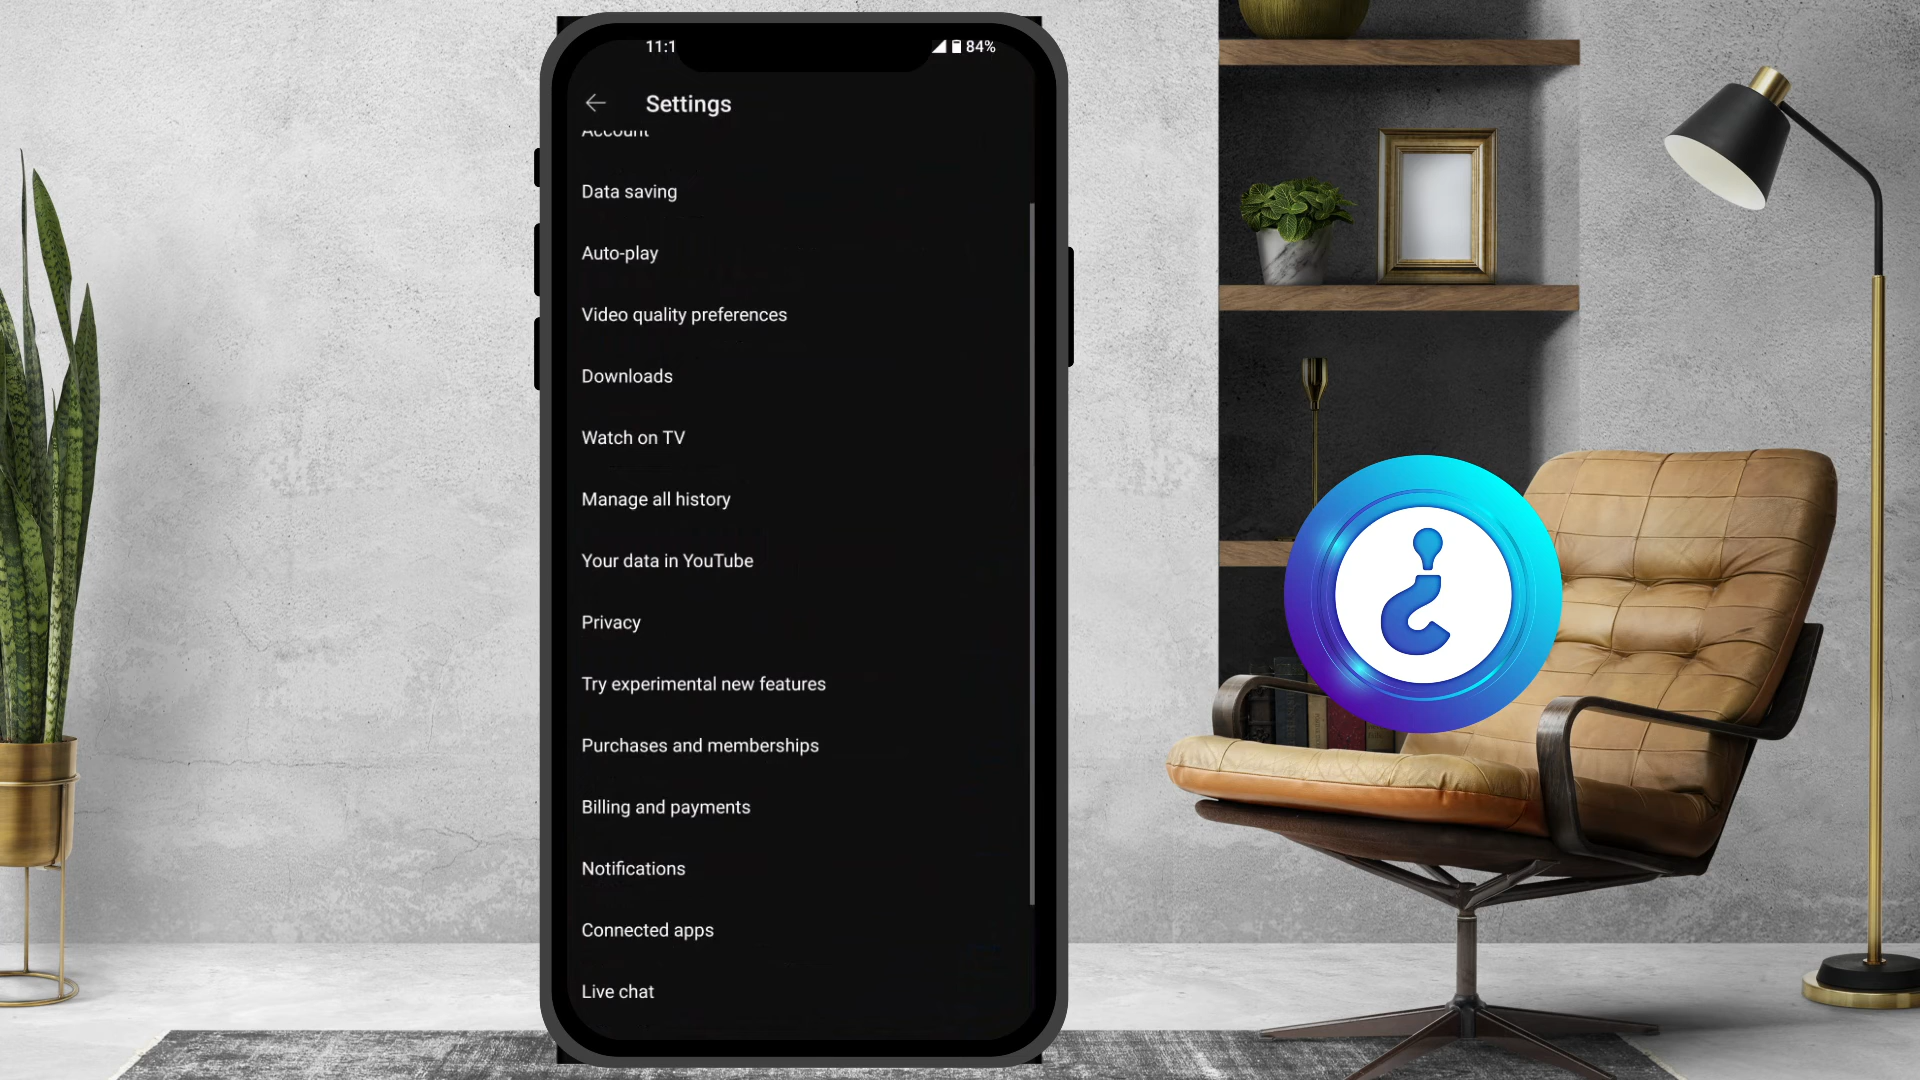 11:1
84%
Settings
Account
Data saving
Auto-play
Video quality preferences
Downloads
Watch on TV
Manage all history
Your data in YouTube
Privacy
Try experimental new features
Purchases and memberships
Billing and payments
Notifications
Connected apps
Live chat